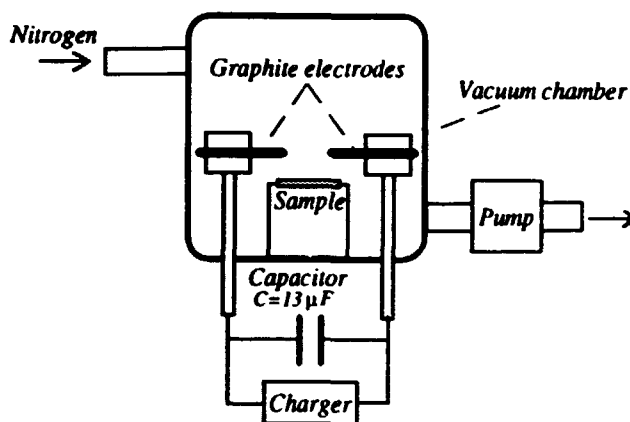 Nitrogen
Graphite electrodes
Vacuum chamber
Sample
Pump
Capacitor
C=13μF
Charger